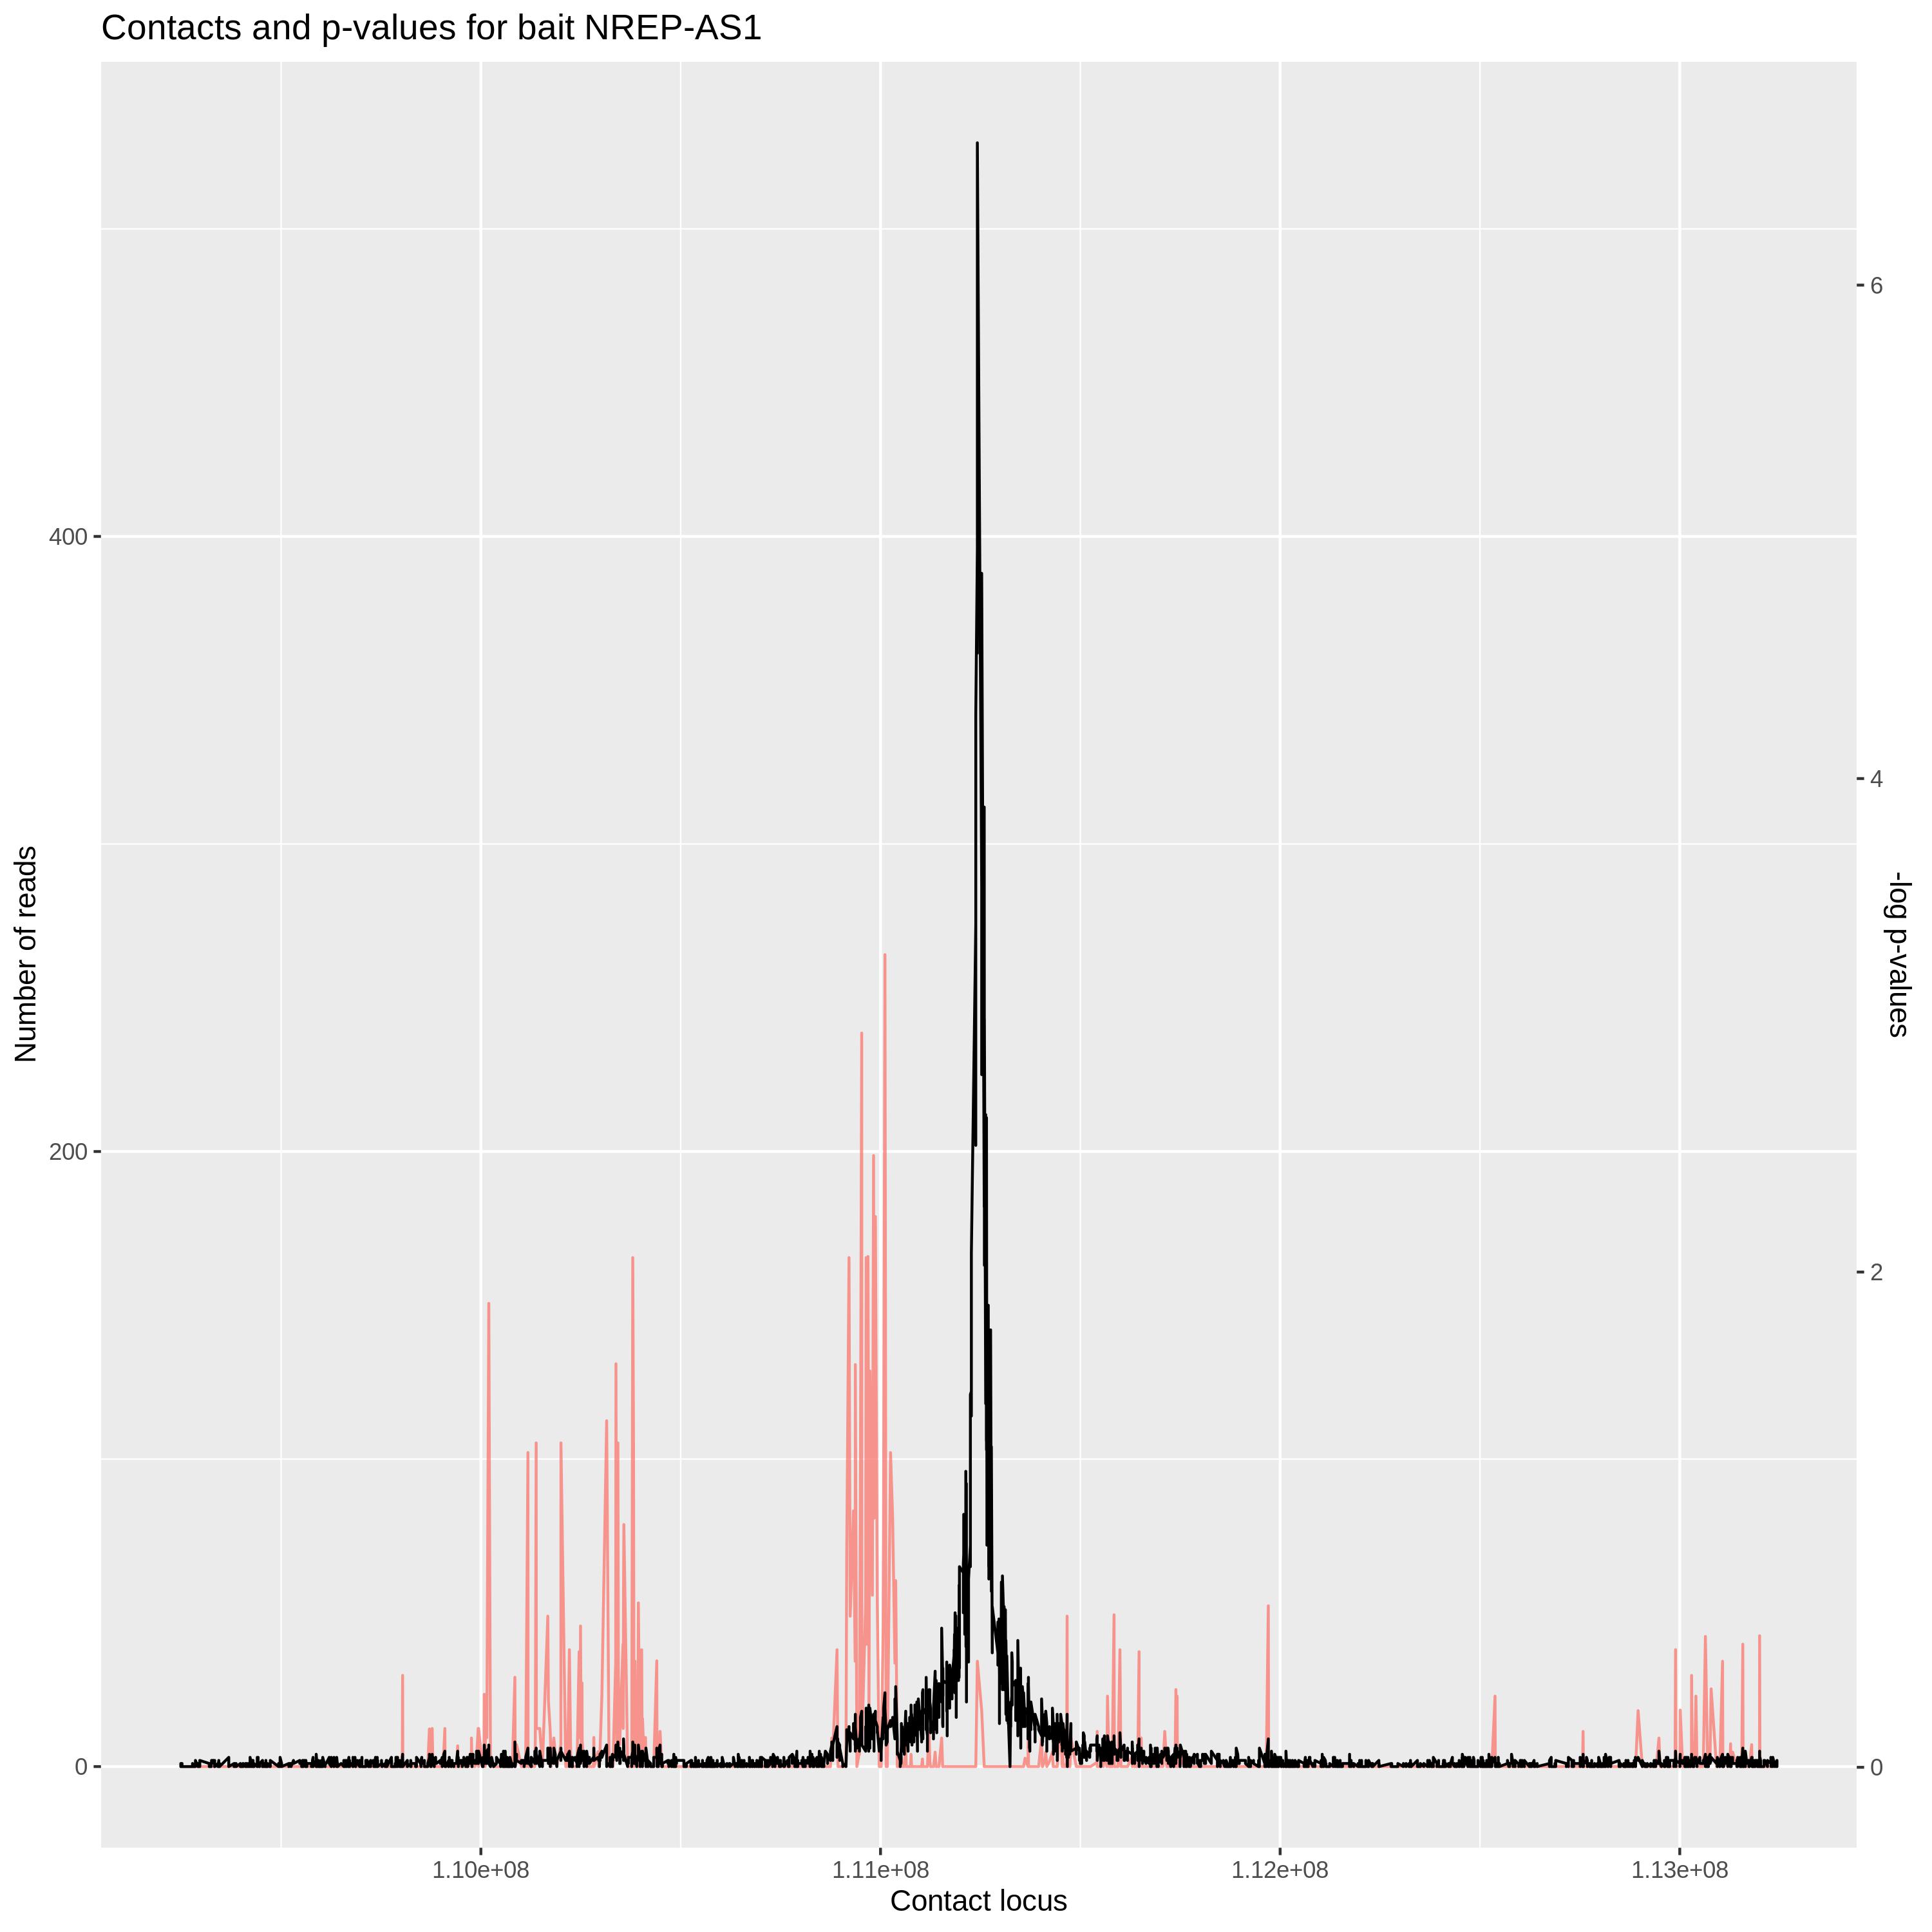 Contacts and p-values for bait NREP-AS1
Number of reads
400
200
0
6
4
2
0
-log p-values
1.10e+08
1.11e+08
1.12e+08
1.13e+08
Contact locus